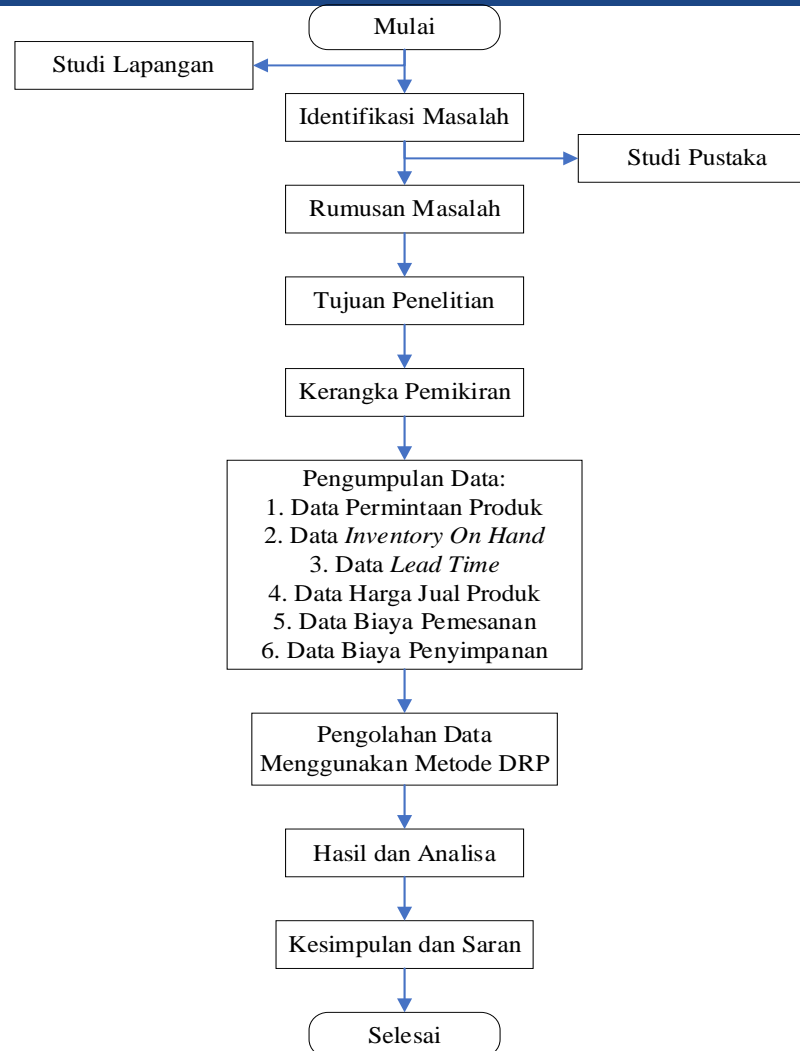 Mulai
Studi Lapangan
Identifikasi Masalah
Studi Pustaka
Rumusan Masalah
Tujuan Penelitian
Kerangka Pemikiran
Pengumpulan Data:
1. Data Permintaan Produk
2. Data Inventory On Hand
3. Data Lead Time
4. Data Harga Jual Produk
5. Data Biaya Pemesanan
6. Data Biaya Penyimpanan
Pengolahan Data
Menggunakan Metode DRP
Hasil dan Analisa
Kesimpulan dan Saran
Selesai